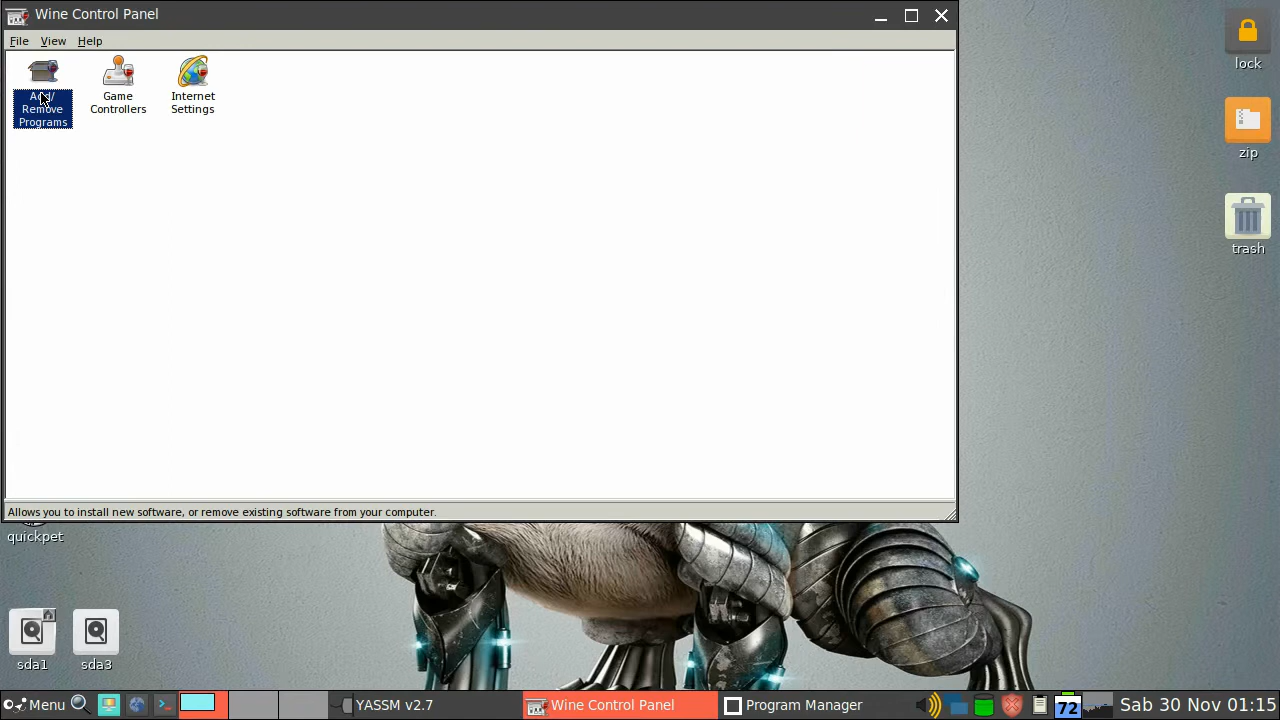 Wine Control Panel
File View Help
Add/
Remove
Programs
Game
Controllers
Internet
Settings
Allows you to install new software, or remove existing software from your computer.
lock
zip
trash
quickpet
sda1
sda3
Menu
YASSM v2.7
Wine Control Panel
Program Manager
72
Sab 30 Nov 01:15